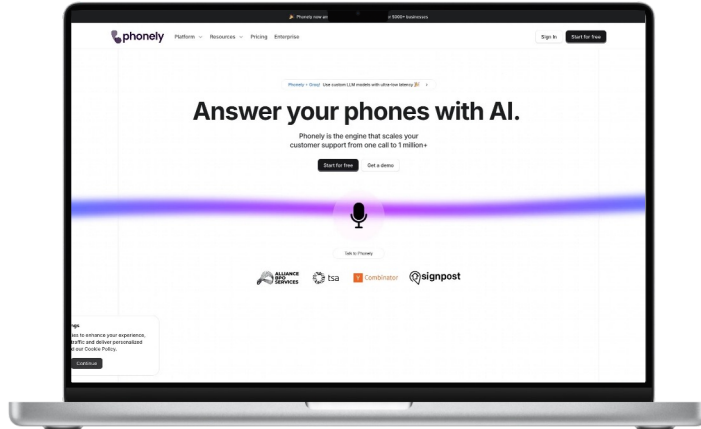 Phonely now an
r 5000+ businesses
phonely
Platform
Resources
Pricing
Enterprise
Sign In
Start for free
Phonely + Groq! Use custom LLM models with ultra-low latency
Answer your phones with AI.
Phonely is the engine that scales your
customer support from one call to 1 million+
Start for free
Get a demo
Talk to Phonely
ALLIANCE
BPO
SERVICES
tsa
Y Combinator
signpost
ngs
ies to enhance your experience,
traffic and deliver personalized
d our Cookie Policy.
Continue